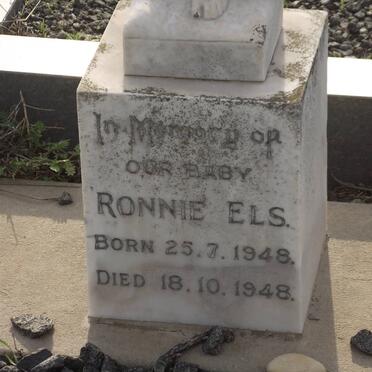 In Memory of
OUR BABY
RONNIE ELS.
BORN 25.7.1948.
DIED 18.10.1948.